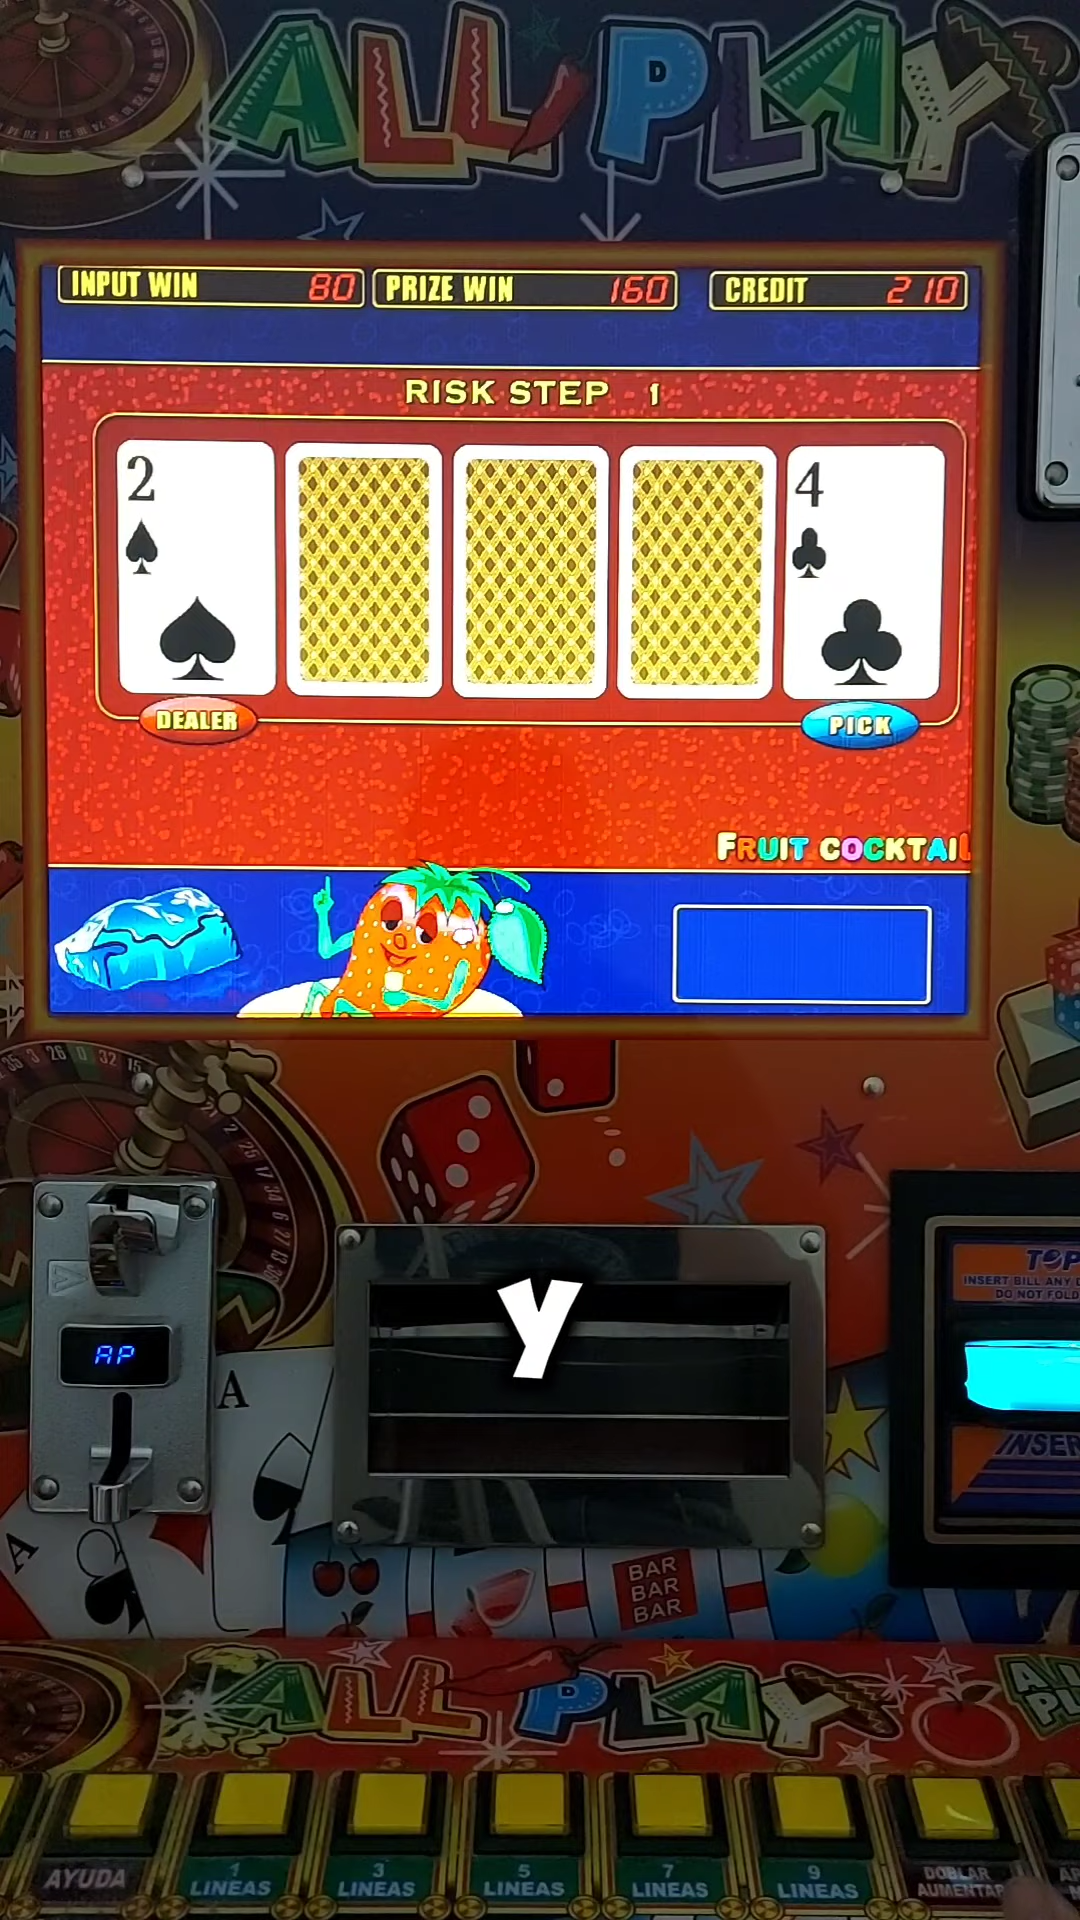 ALL PLAY
INPUT WIN 80 PRIZE WIN 160 CREDIT 210
RISK STEP 1
2
4
DEALER
PICK
FRUIT COCKTAIL
TOP
INSERT BILL ANY
DO NOT FOLD
Y
AP
A
INSER
A
BAR
BAR
BAR
ALL PLAY
AYUDA
1
LINEAS
3
LINEAS
5
LINEAS
7
LINEAS
9
LINEAS
DOBLAR
AUMENTAR